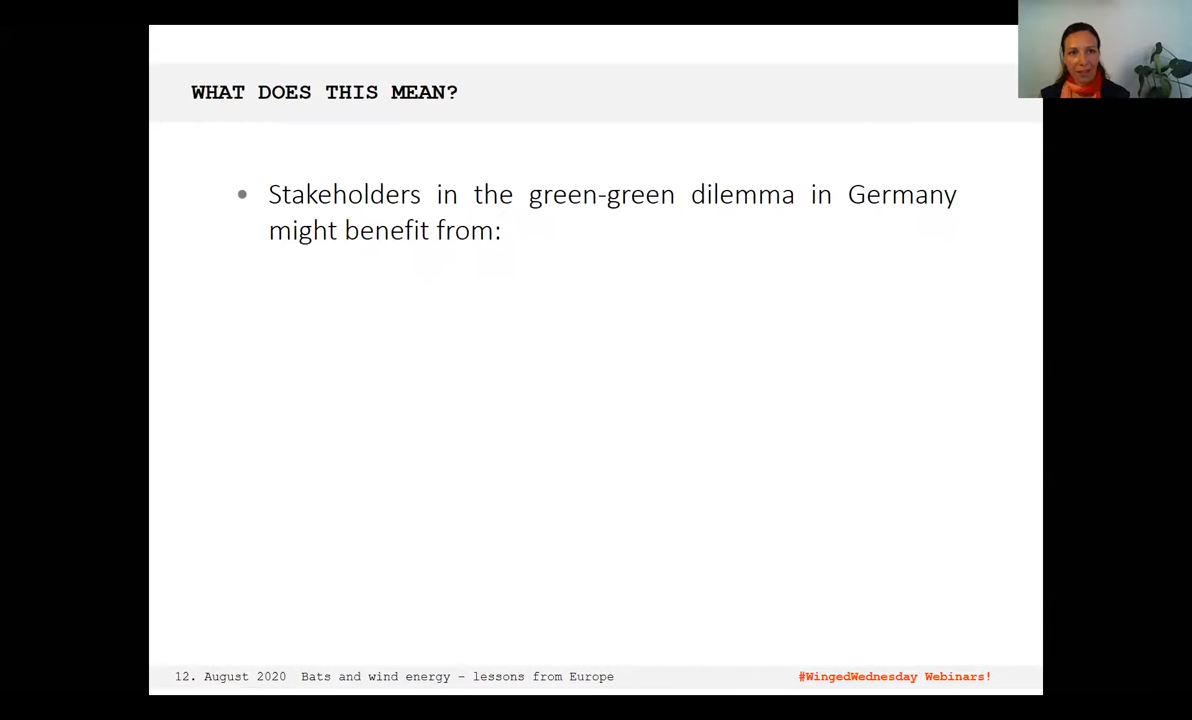 WHAT DOES THIS MEAN?
• Stakeholders in the green-green dilemma in Germany
might benefit from:
12. August 2020 Bats and wind energy – lessons from Europe
#WingedWednesday Webinars!